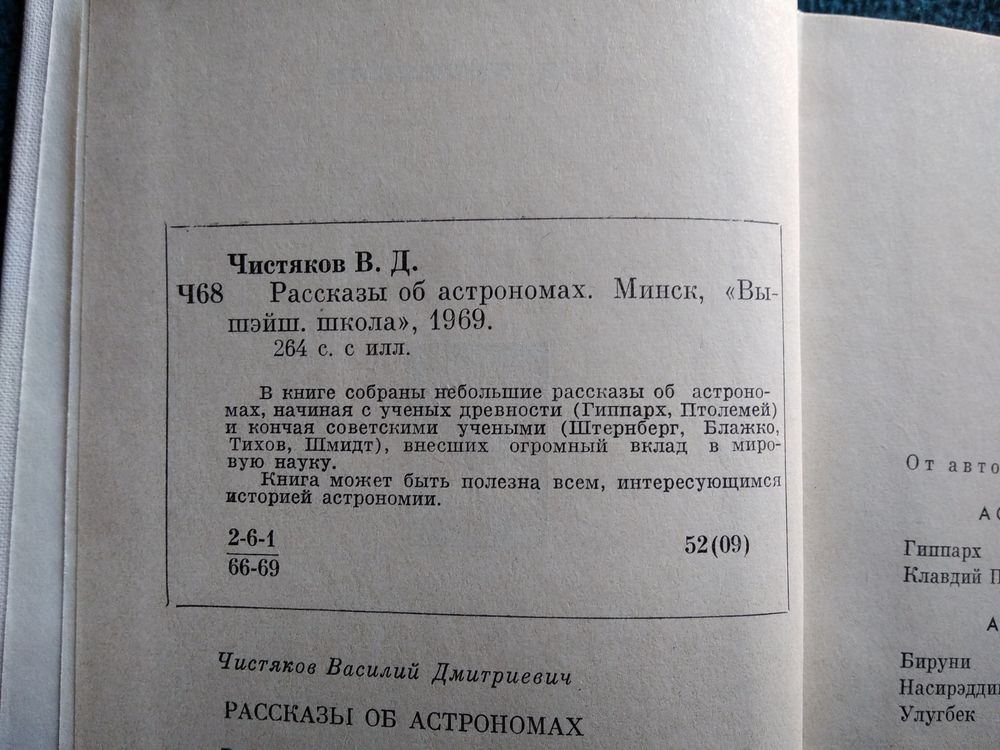 Чистяков В. Д.
Ч68 Рассказы об астрономах. Минск, «Вы-
шэйш. школа», 1969.
264 с. с илл.
В книге собраны небольшие рассказы об астроно-
мах, начиная с ученых древности (Гиппарх, Птолемей)
и кончая советскими учеными (Штернберг, Блажко,
Тихов, Шмидт), внесших огромный вклад в миро-
вую науку.
Книга может быть полезна всем, интересующимся
историей астрономии.
2-6-1
66-69
52(09)
Чистяков Василий Дмитриевич
РАССКАЗЫ ОБ АСТРОНОМАХ
От авто
Гиппарх
Клавдий П
Бируни
Насирэддин
Улугбек